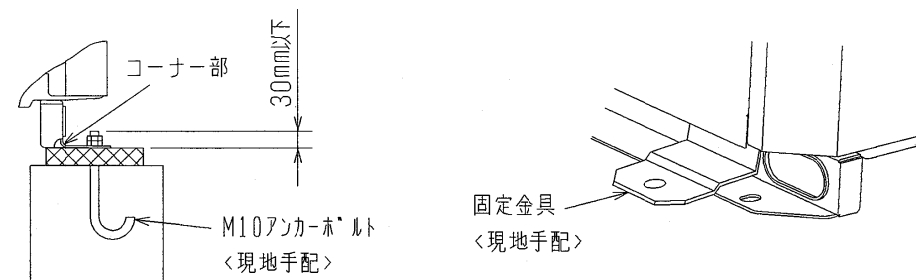 コーナー部
30mm以下
M10アンカーボルト
<現地手配>
固定金具
<現地手配>